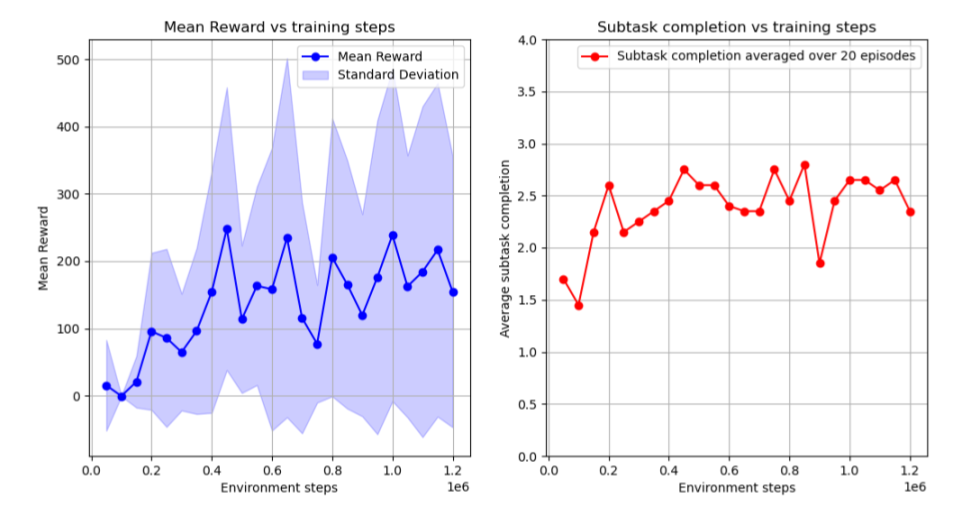 Mean Reward vs training steps
Mean Reward
Standard Deviation
500
400
300
200
100
0
Mean Reward
0.0 0.2 0.4 0.6 0.8 1.0 1.2
1e6
Environment steps
Subtask completion vs training steps
Subtask completion averaged over 20 episodes
4.0
3.5
3.0
2.5
2.0
1.5
1.0
0.5
0.0
Average subtask completion
0.0 0.2 0.4 0.6 0.8 1.0 1.2
1e6
Environment steps